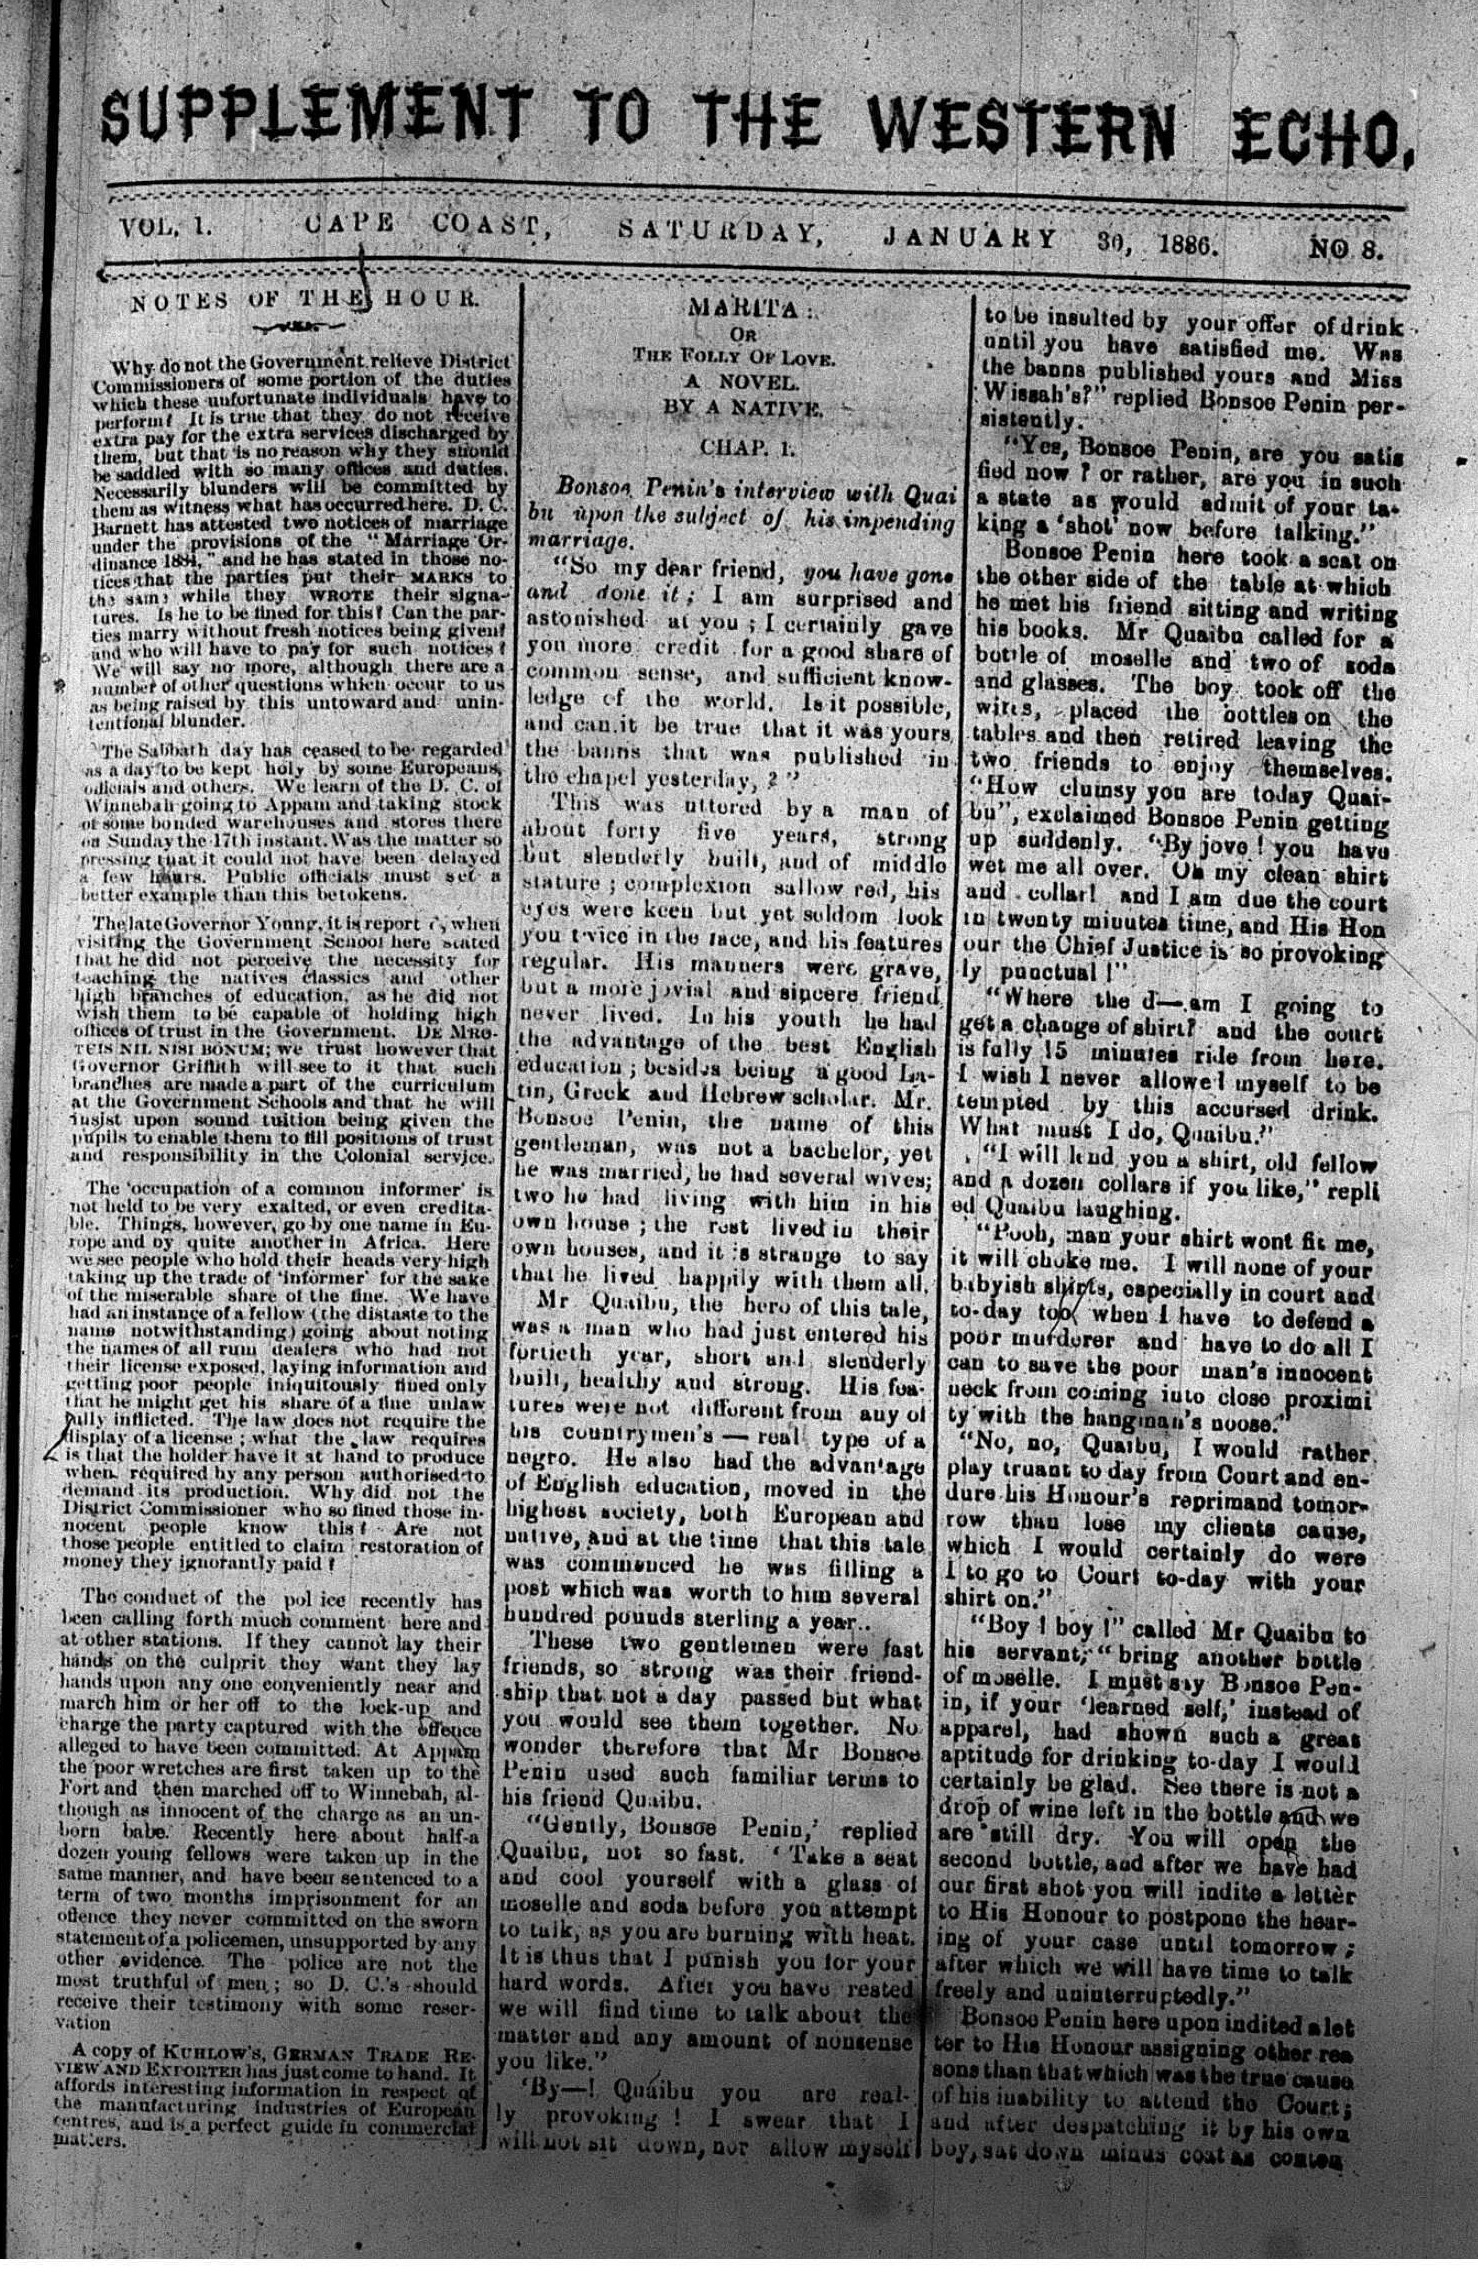 SUPPLEMENT TO THE WESTERN ECHO.
VOL. 1. CAPE COAST, SATURDAY, JANUARY 30, 1886. NO 8.
NOTES OF THE HOUR.
Why do not the Government relieve District
Commissioners of some portion of the duties
which these unfortunate individuals have to
perform? It is true that they do not receive
extra pay for the extra services discharged by
them, but that is no reason why they should
be saddled with so many offices and duties.
Necessarily blunders will be committed by
them as witness what has occurred here. D. C.
Barnett has attested two notices of marriage
under the provisions of the "Marriage Or-
dinance 1884," and he has stated in those no-
tices that the parties put their MARKS to
the same while they WROTE their signa-
tures. Is he to be fined for this? Can the par-
ties marry without fresh notices being given?
and who will have to pay for such notices?
We will say no more, although there are a
number of other questions which occur to us
as being raised by this untoward and unin-
tentional blunder.
The Sabbath day has ceased to be regarded
as a day to be kept holy by some Europeans,
officials and others. We learn of the D. C. of
Winnebah going to Appam and taking stock
of some bonded warehouses and stores there
on Sunday the 17th instant. Was the matter so
pressing that it could not have been delayed
a few hours. Public officials must set a
better example than this betokens.
The late Governor Young, it is report , when
visiting the Government School here stated
that he did not perceive the necessity for
teaching the natives classics and other
high branches of education, as he did not
wish them to be capable of holding high
offices of trust in the Government. DE MRO-
TEIS NIL NISI BONUM; we trust however that
Governor Griffith will see to it that such
branches are made a part of the curriculum
at the Government Schools and that he will
insist upon sound tuition being given the
pupils to enable them to fill positions of trust
and responsibility in the Colonial service.
The 'occupation of a common informer' is
not held to be very exalted, or even credita-
ble. Things, however, go by one name in Eu-
rope and by quite another in Africa. Here
we see people who hold their heads very high
taking up the trade of 'informer' for the sake
of the miserable share of the fine. We have
had an instance of a fellow (the distaste to the
name notwithstanding) going about noting
the names of all rum dealers who had not
their license exposed, laying information and
getting poor people iniquitously fined only
that he might get his share of a fine unlaw
fully inflicted. The law does not require the
display of a license; what the law requires
is that the holder have it at hand to produce
when required by any person authorised to
demand its production. Why did not the
District Commissioner who so fined those in-
nocent people know this? Are not
those people entitled to claim restoration of
money they ignorantly paid?
The conduct of the pol ice recently has
been calling forth much comment here and
at other stations. If they cannot lay their
hands on the culprit they want they lay
hands upon any one conveniently near and
march him or her off to the lock-up and
charge the party captured with the offence
alleged to have been committed. At Appam
the poor wretches are first taken up to the
Fort and then marched off to Winnebah, al-
though as innocent of the charge as an un-
born babe. Recently here about half-a
dozen young fellows were taken up in the
same manner, and have been sentenced to a
term of two months imprisonment for an
offence they never committed on the sworn
statement of a policemen, unsupported by any
other evidence. The police are not the
most truthful of men; so D. C.'s should
receive their testimony with some reser-
vation
A copy of KUHLOW'S, GERMAN TRADE RE-
VIEW AND EXPORTER has just come to hand. It
affords interesting information in respect of
the manufacturing industries of European
centres, and is a perfect guide in commercial
matters.
MARITA:
OR
THE FOLLY OF LOVE.
A NOVEL.
BY A NATIVE.
CHAP. 1.
Bonsoe Penin's interview with Quai
bu upon the subject of his impending
marriage.
"So my dear friend, you have gone
and done it; I am surprised and
astonished at you; I certainly gave
you more credit for a good share of
common sense, and sufficient know-
ledge of the world. Is it possible,
and can it be true that it was yours
the banns that was published in
the chapel yesterday, ?"
This was uttered by a man of
about forty five years, strong
but slenderly built, and of middle
stature; complexion sallow red, his
eyes were keen but yet seldom look
you twice in the face, and his features
regular. His manners were grave,
but a more jovial and sincere friend
never lived. In his youth he had
the advantage of the best English
education; besides being a good La-
tin, Greek and Hebrew scholar. Mr.
Bonsoe Penin, the name of this
gentleman, was not a bachelor, yet
he was married, he had several wives;
two he had living with him in his
own house; the rest lived in their
own houses, and it is strange to say
that he lived happily with them all.
Mr Quaibu, the hero of this tale,
was a man who had just entered his
fortieth year, short and slenderly
built, healthy and strong. His fea-
tures were not different from any of
his countrymen's — real type of a
negro. He also had the advantage
of English education, moved in the
highest society, both European and
native, and at the time that this tale
was commenced he was filling a
post which was worth to him several
hundred pounds sterling a year..
These two gentlemen were fast
friends, so strong was their friend-
ship that not a day passed but what
you would see them together. No
wonder therefore that Mr Bonsoe
Penin used such familiar terms to
his friend Quaibu.
"Gently, Bonsoe Penin,' replied
Quaibu, not so fast. ' Take a seat
and cool yourself with a glass of
moselle and soda before you attempt
to talk, as you are burning with heat.
It is thus that I punish you for your
hard words. After you have rested
we will find time to talk about the
matter and any amount of nonsense
you like."
'By—! Quaibu you are real-
ly provoking! I swear that I
will not sit down, nor allow myself
to be insulted by your offer of drink
until you have satisfied me. Was
the banns published yours and Miss
Wissah's?" replied Bonsoe Penin per-
sistently.
"Yes, Bonsoe Penin, are you satis
fied now? or rather, are you in such
a state as would admit of your ta-
king a 'shot' now before talking."
Bonsoe Penin here took a seat on
the other side of the table at which
he met his friend sitting and writing
his books. Mr Quaibu called for a
bottle of moselle and two of soda
and glasses. The boy took off the
wires, placed the bottles on the
tables and then retired leaving the
two friends to enjoy themselves.
"How clumsy you are today Quai-
bu", exclaimed Bonsoe Penin getting
up suddenly. "By jove! you have
wet me all over. Oh my clean shirt
and collar! and I am due the court
in twenty minutes time, and His Hon
our the Chief Justice is so provoking
ly punctual!"
"Where the d—am I going to
get a change of shirt? and the court
is fully 15 minutes ride from here.
I wish I never allowed myself to be
tempted by this accursed drink.
What must I do, Quaibu?"
"I will lend you a shirt, old fellow
and a dozen collars if you like," repli
ed Quaibu laughing.
"Pooh, man your shirt wont fit me,
it will choke me. I will none of your
babyish shirts, especially in court and
to-day too, when I have to defend a
poor murderer and have to do all I
can to save the poor man's innocent
neck from coming into close proximi
ty with the hangman's noose."
"No, no, Quaibu, I would rather
play truant to day from Court and en-
dure his Honour's reprimand tomor-
row than lose my clients cause,
which I would certainly do were
I to go to Court to-day with your
shirt on."
"Boy! boy!" called Mr Quaibu to
his servant; "bring another bottle
of moselle. I must say Bonsoe Pen-
in, if your 'learned self,' instead of
apparel, had shown such a great
aptitude for drinking to-day I would
certainly be glad. See there is not a
drop of wine left in the bottle and we
are still dry. You will open the
second bottle, and after we have had
our first shot you will indite a letter
to His Honour to postpone the hear-
ing of your case until tomorrow;
after which we will have time to talk
freely and uninterruptedly."
Bonsoe Penin here upon indited a let
ter to His Honour assigning other rea
sons than that which was the true cause
of his inability to attend the Court;
and after despatching it by his own
boy, sat down minus coat as conten